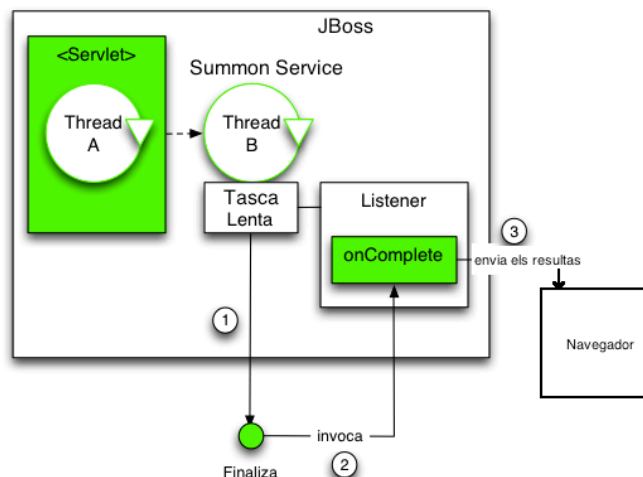 JBoss
<Servlet>
Summon Service
Thread
A
Thread
B
Tasca
Lenta
Listener
onComplete
3
envia els resultas
1
Navegador
invoca
2
Finaliza